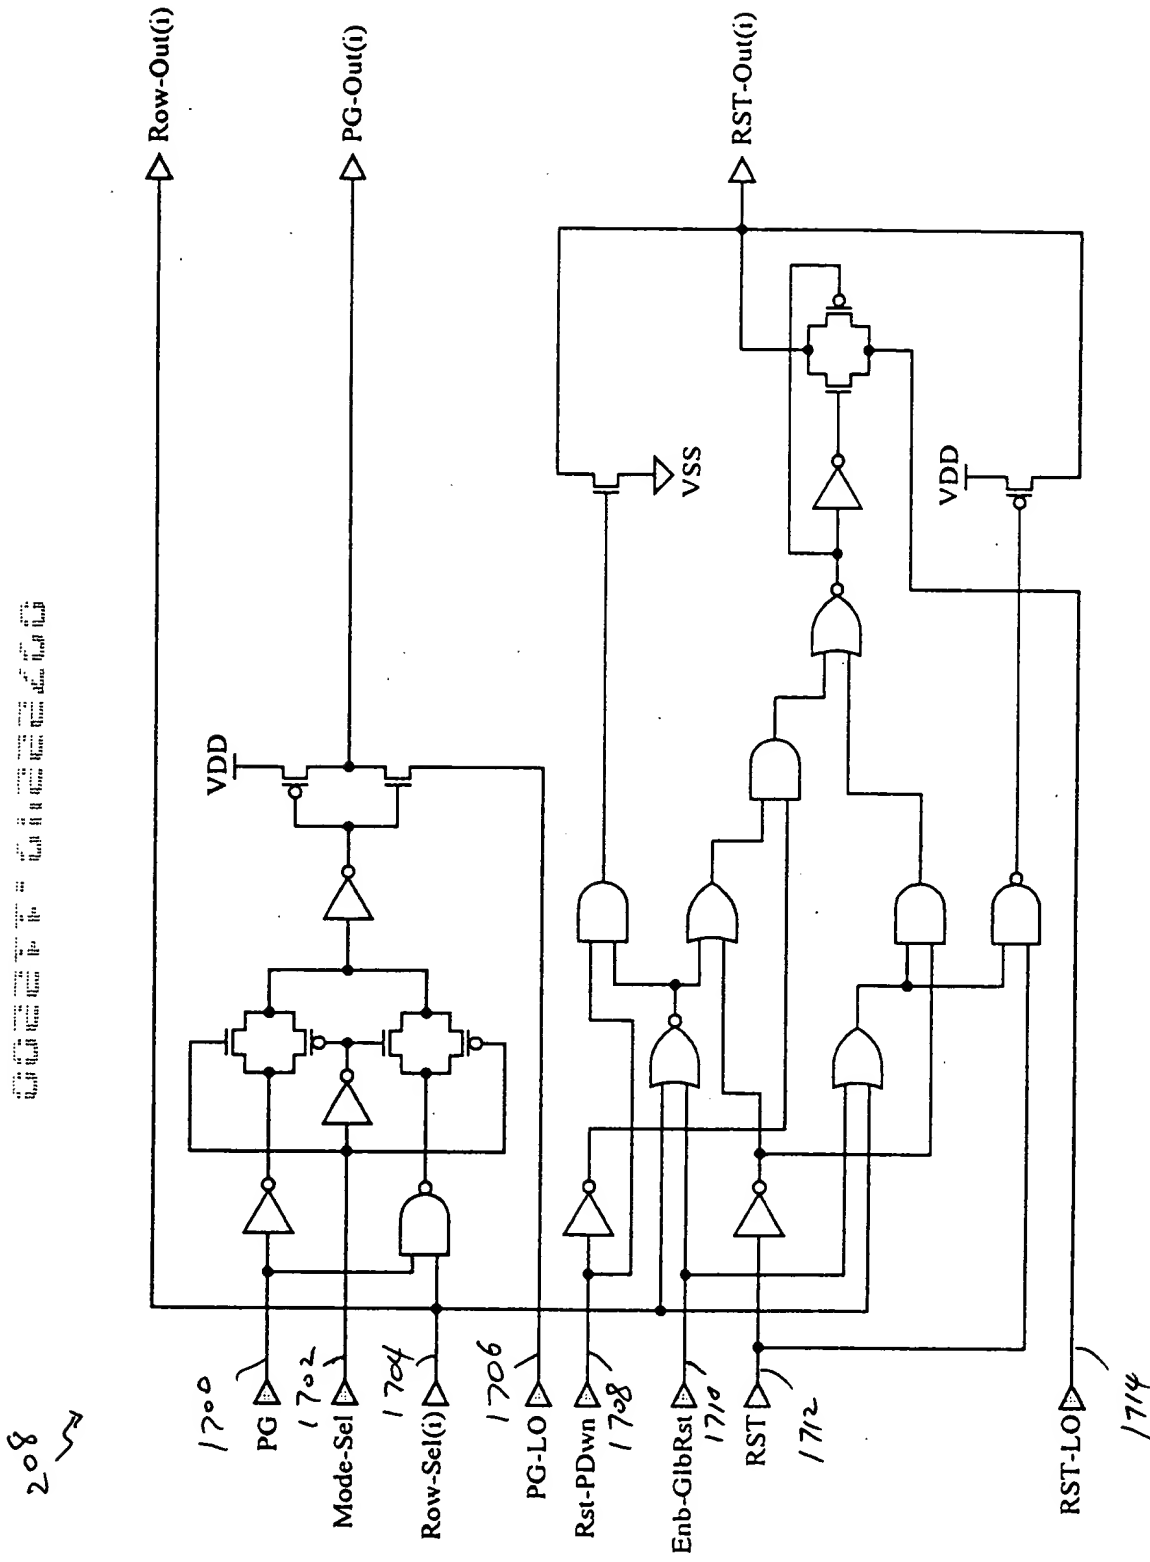 208
Row-Out(i)
PG-Out(i)
RST-Out(i)
VDD
VSS
VDD
1700
PG
1702
Mode-Sel
1704
Row-Sel(i)
1706
PG-LO
1708
Rst-PDwn
1710
Enb-GlbRst
1712
RST
1714
RST-LO